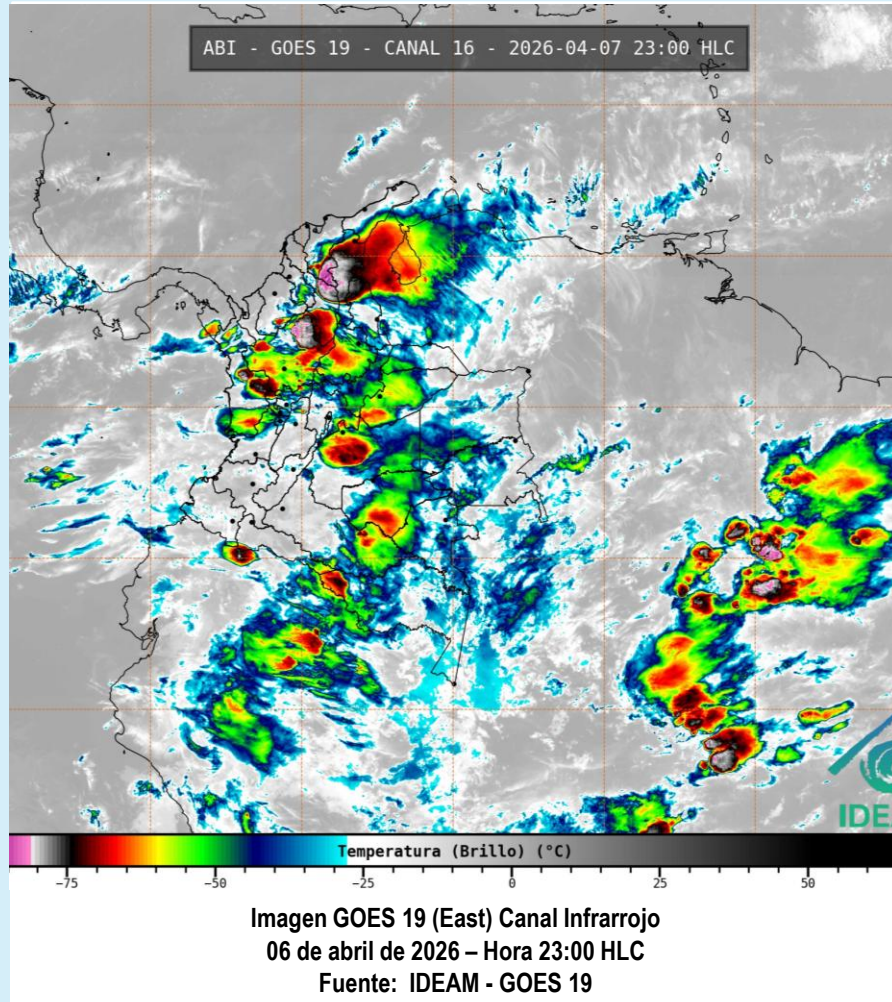 ABI - GOES 19 - CANAL 16 - 2026-04-07 23:00 HLC
IDE
Temperatura (Brillo) (°C)
−75 −50 −25 0 25 50
Imagen GOES 19 (East) Canal Infrarrojo
06 de abril de 2026 – Hora 23:00 HLC
Fuente: IDEAM - GOES 19